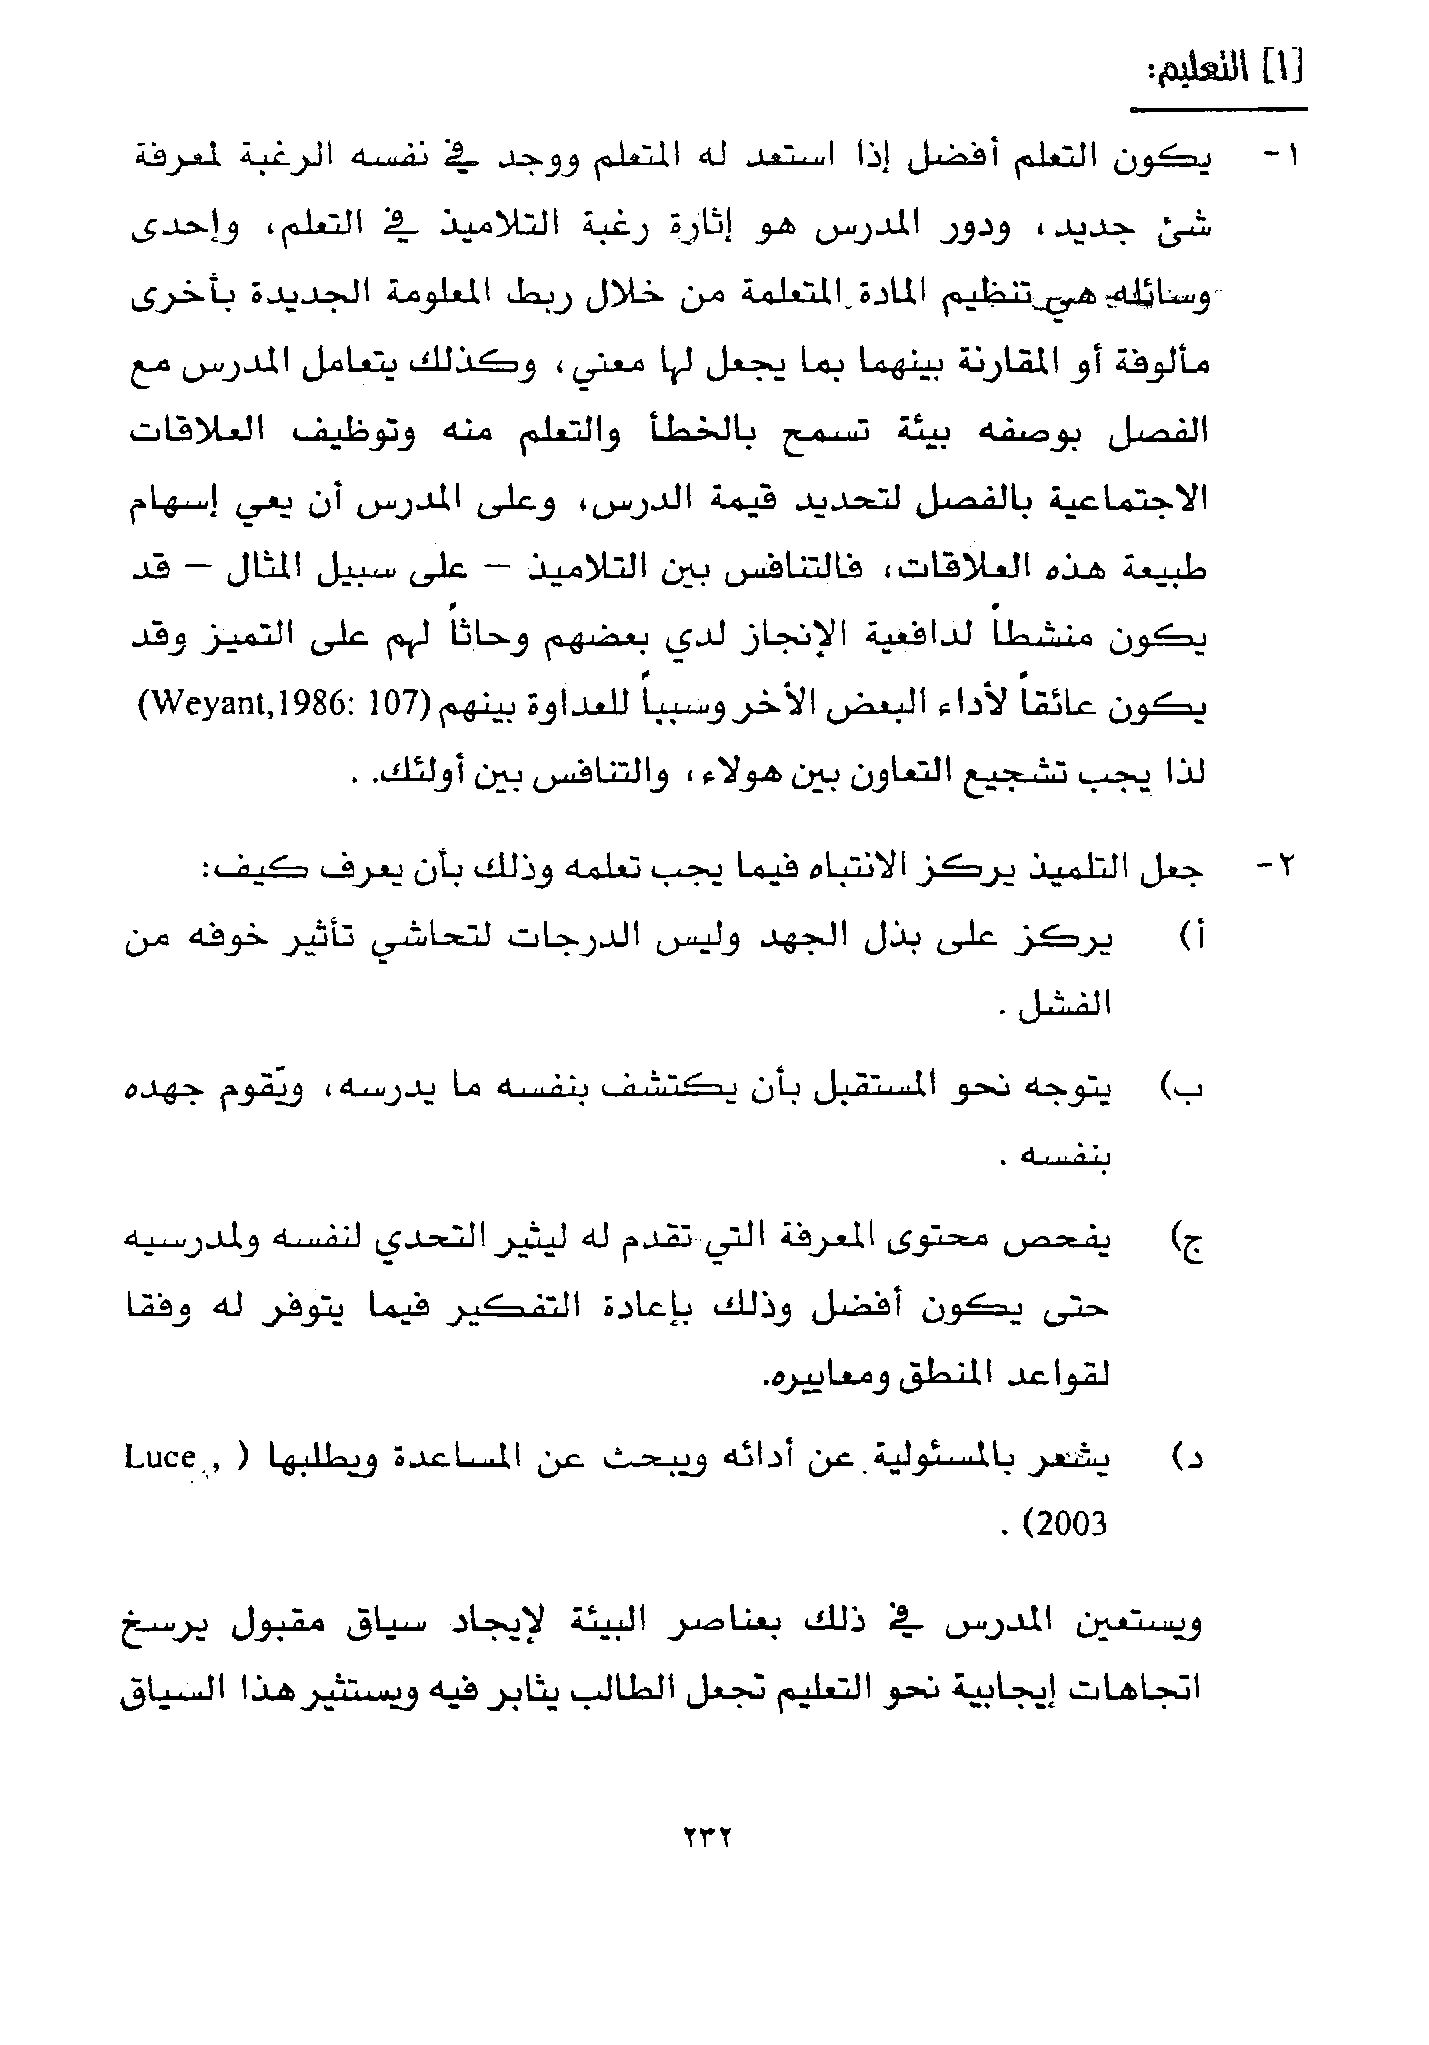 [١] التعليم:
١- يكون التعلم أفضل إذا استعد له المتعلم ووجد في نفسه الرغبة لمعرفة
شئ جديد، ودور المدرس هو إثارة رغبة التلاميذ في التعلم، وإحدى
وسائله هي تنظيم المادة المتعلمة من خلال ربط المعلومة الجديدة بأخرى
مألوفة أو المقارنة بينهما بما يجعل لها معني، وكذلك يتعامل المدرس مع
الفصل بوصفه بيئة تسمح بالخطأ والتعلم منه وتوظيف العلاقات
الاجتماعية بالفصل لتحديد قيمة الدرس، وعلى المدرس أن يعي إسهام
طبيعة هذه العلاقات، فالتنافس بين التلاميذ – على سبيل المثال – قد
يكون منشطاً لدافعية الإنجاز لدي بعضهم وحاثاً لهم على التميز وقد
يكون عائقاً لأداء البعض الأخر وسبباً للعداوة بينهم (Weyant,1986: 107)
لذا يجب تشجيع التعاون بين هولاء، والتنافس بين أولئك. .
٢- جعل التلميذ يركز الانتباه فيما يجب تعلمه وذلك بأن يعرف كيف:
أ) يركز على بذل الجهد وليس الدرجات لتحاشي تأثير خوفه من
الفشل .
ب) يتوجه نحو المستقبل بأن يكتشف بنفسه ما يدرسه، ويَقوم جهده
بنفسه .
ج) يفحص محتوى المعرفة التي تقدم له ليثير التحدي لنفسه ولمدرسيه
حتى يكون أفضل وذلك بإعادة التفكير فيما يتوفر له وفقا
لقواعد المنطق ومعاييره.
د) يشعر بالمسئولية عن أدائه ويبحث عن المساعدة ويطلبها ( Luce ,
2003) .
ويستعين المدرس في ذلك بعناصر البيئة لإيجاد سياق مقبول يرسخ
اتجاهات إيجابية نحو التعليم تجعل الطالب يثابر فيه ويستثير هذا السياق
٢٣٢